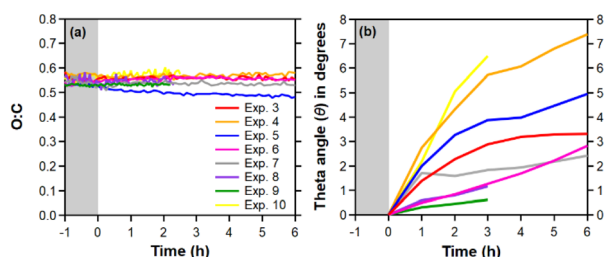 (a)
O:C
0.8
0.7
0.6
0.5
0.4
0.3
0.2
0.1
0.0
Exp. 3
Exp. 4
Exp. 5
Exp. 6
Exp. 7
Exp. 8
Exp. 9
Exp. 10
-1 0 1 2 3 4 5 6
Time (h)
(b)
Theta angle (θ) in degrees
8 8
7 7
6 6
5 5
4 4
3 3
2 2
1 1
0 0
-1 0 1 2 3 4 5 6
Time (h)